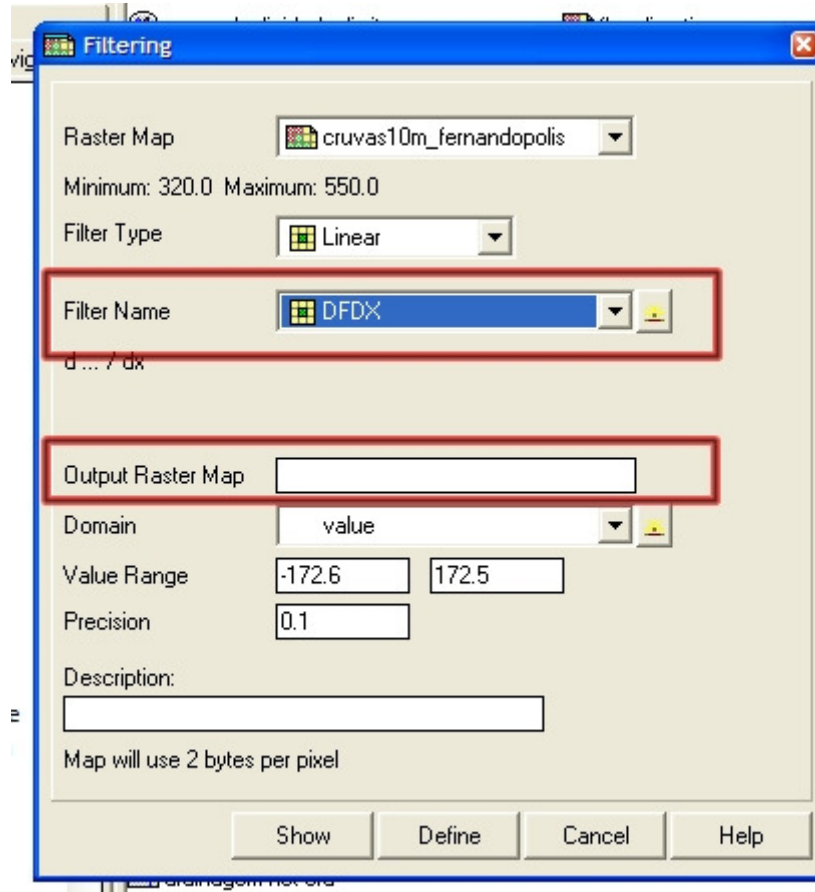 Filtering
Raster Map cruvas10m_fernandopolis
Minimum: 320.0 Maximum: 550.0
Filter Type Linear
Filter Name DFDX
d ... / dx
Output Raster Map
Domain value
Value Range -172.6 172.5
Precision 0.1
Description:
Map will use 2 bytes per pixel
Show Define Cancel Help